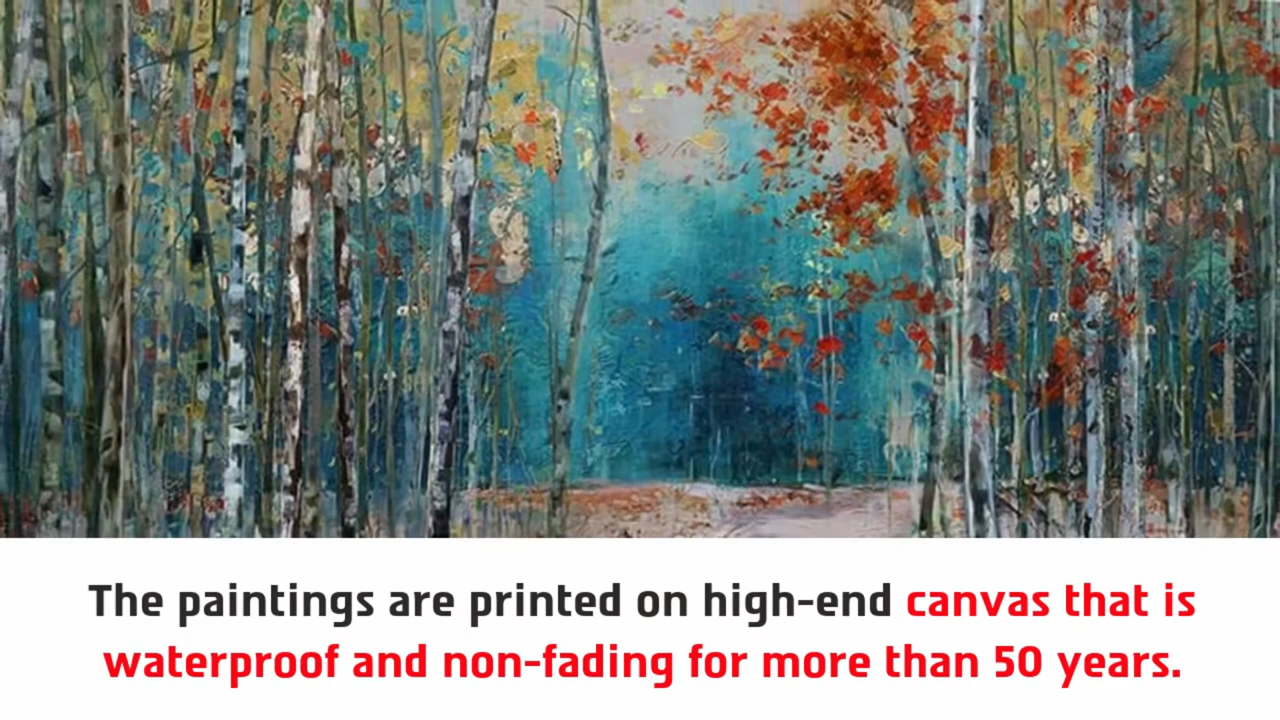 The paintings are printed on high-end canvas that is
waterproof and non-fading for more than 50 years.